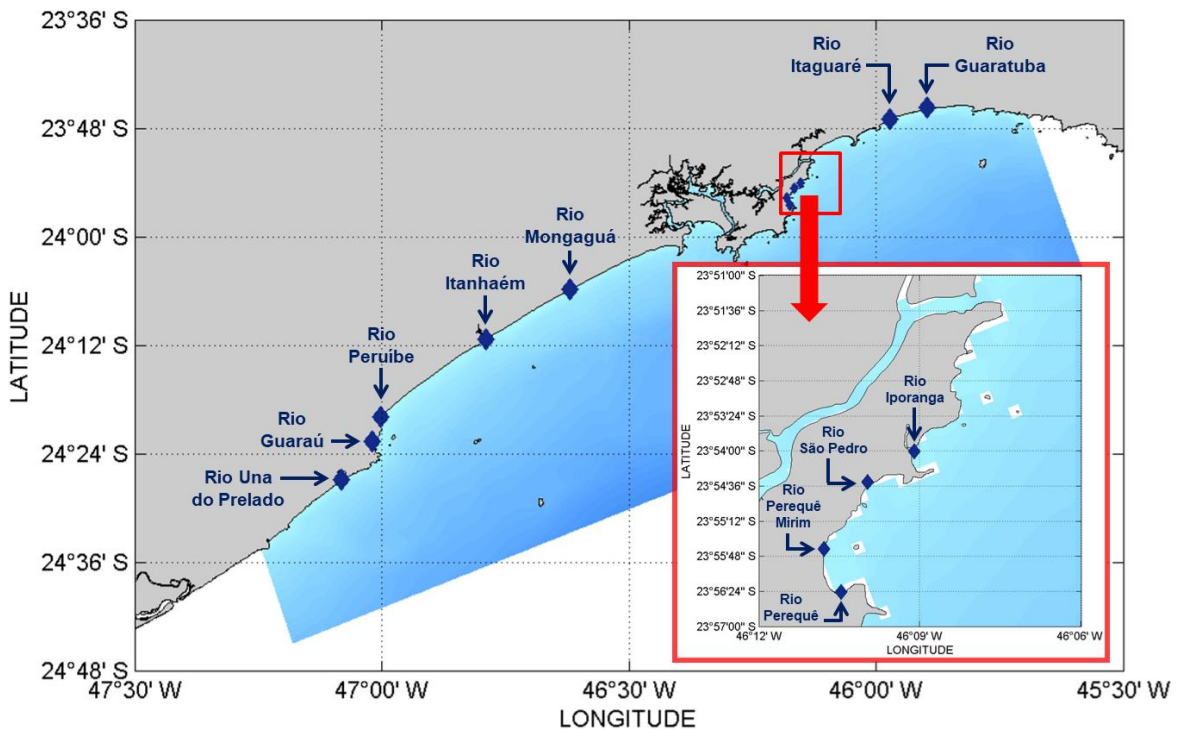 23°36' S
23°48' S
24°00' S
24°12' S
24°24' S
24°36' S
24°48' S
LATITUDE
47°30' W
47°00' W
46°30' W
46°00' W
45°30' W
LONGITUDE
Rio
Itaguaré
Rio
Guaratuba
Rio
Mongaguá
Rio
Itanhaém
Rio
Peruíbe
Rio
Guaraú
Rio Una
do Prelado
23°51'00" S
23°51'36" S
23°52'12" S
23°52'48" S
23°53'24" S
23°54'00" S
23°54'36" S
23°55'12" S
23°55'48" S
23°56'24" S
23°57'00" S
LATITUDE
46°12' W
46°09' W
46°06' W
LONGITUDE
Rio
Iporanga
Rio
São Pedro
Rio
Perequê
Mirim
Rio
Perequê